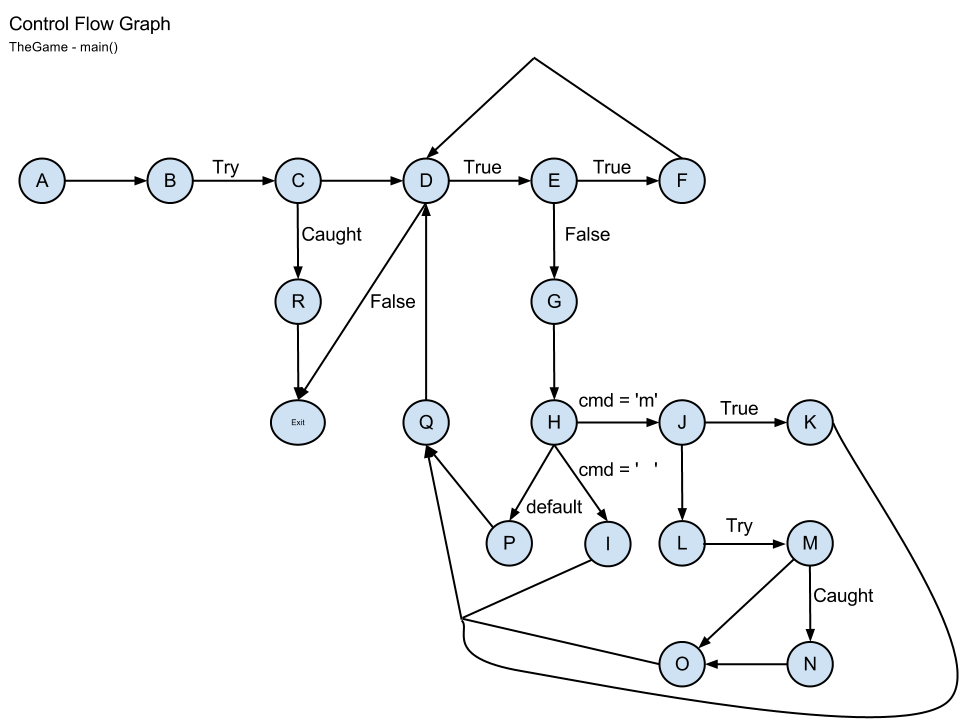 Control Flow Graph
TheGame - main()
A
B
Try
C
D
True
E
True
F
Caught
False
R
False
G
Exit
Q
H
cmd = 'm'
J
True
K
cmd = '  '
default
P
I
L
Try
M
Caught
O
N